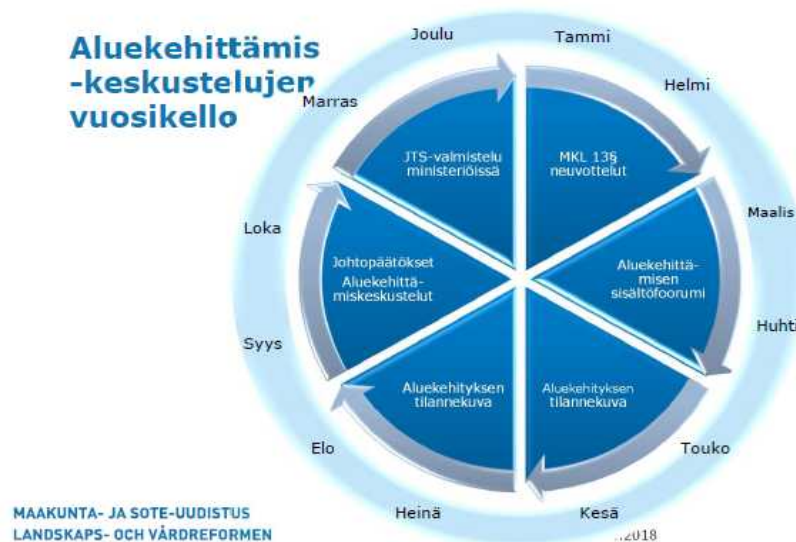 Aluekehittämis
-keskustelujen
vuosikello
Joulu
Tammi
Marras
Helmi
JTS-valmistelu
ministeriöissä
MKL 13§
neuvottelut
Loka
Maalis
Johtopäätökset
Aluekehittä-
miskeskustelut
Aluekehittä-
misen
sisältöfoorumi
Syys
Huhti
Aluekehityksen
tilannekuva
Aluekehityksen
tilannekuva
Elo
Touko
Heinä
Kesä
MAAKUNTA- JA SOTE-UUDISTUS
LANDSKAPS- OCH VÅRDREFORMEN
.2018